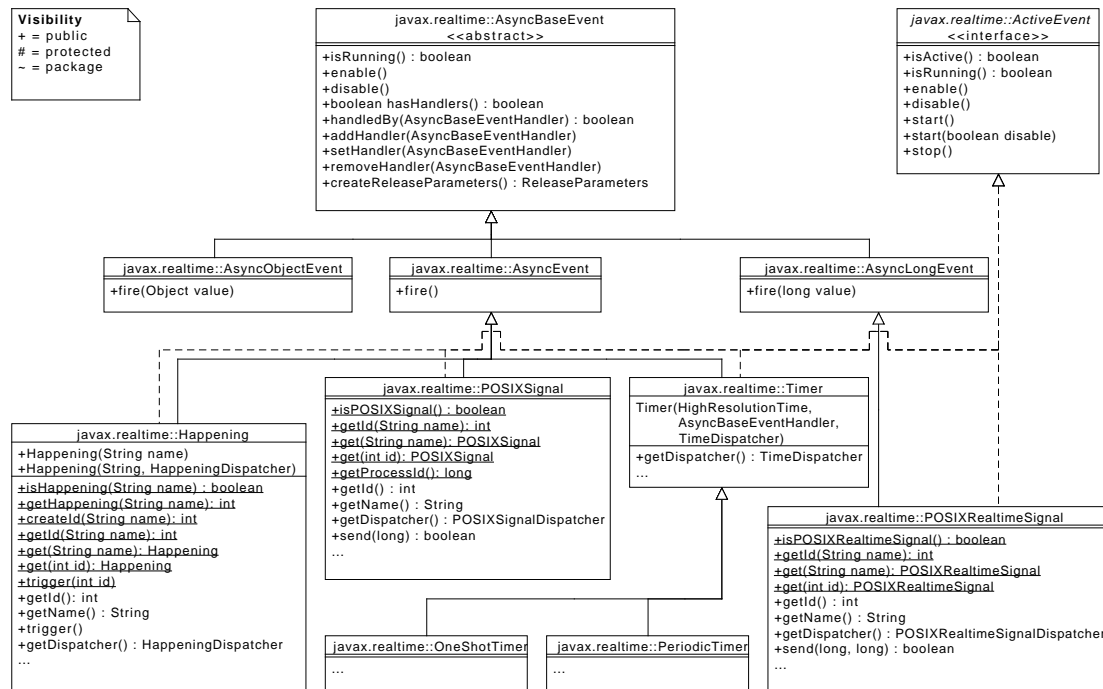 Visibility
+ = public
# = protected
~ = package
javax.realtime::AsyncBaseEvent
<<abstract>>
+isRunning() : boolean
+enable()
+disable()
+boolean hasHandlers() : boolean
+handledBy(AsyncBaseEventHandler) : boolean
+addHandler(AsyncBaseEventHandler)
+setHandler(AsyncBaseEventHandler)
+removeHandler(AsyncBaseEventHandler)
+createReleaseParameters() : ReleaseParameters
javax.realtime::ActiveEvent
<<interface>>
+isActive() : boolean
+isRunning() : boolean
+enable()
+disable()
+start()
+start(boolean disable)
+stop()
javax.realtime::AsyncObjectEvent
+fire(Object value)
javax.realtime::AsyncEvent
+fire()
javax.realtime::AsyncLongEvent
+fire(long value)
javax.realtime::Happening
+Happening(String name)
+Happening(String, HappeningDispatcher)
+isHappening(String name) : boolean
+getHappening(String name): int
+createId(String name): int
+getId(String name): int
+get(String name): Happening
+get(int id): Happening
+trigger(int id)
+getId(): int
+getName() : String
+trigger()
+getDispatcher() : HappeningDispatcher
...
javax.realtime::POSIXSignal
+isPOSIXSignal() : boolean
+getId(String name): int
+get(String name): POSIXSignal
+get(int id): POSIXSignal
+getProcessId(): long
+getId() : int
+getName() : String
+getDispatcher() : POSIXSignalDispatcher
+send(long) : boolean
...
javax.realtime::Timer
Timer(HighResolutionTime,
AsyncBaseEventHandler,
TimeDispatcher)
+getDispatcher() : TimeDispatcher
...
javax.realtime::POSIXRealtimeSignal
+isPOSIXRealtimeSignal() : boolean
+getId(String name): int
+get(String name): POSIXRealtimeSignal
+get(int id): POSIXRealtimeSignal
+getId() : int
+getName() : String
+getDispatcher() : POSIXRealtimeSignalDispatcher
+send(long, long) : boolean
...
javax.realtime::OneShotTimer
...
javax.realtime::PeriodicTimer
...